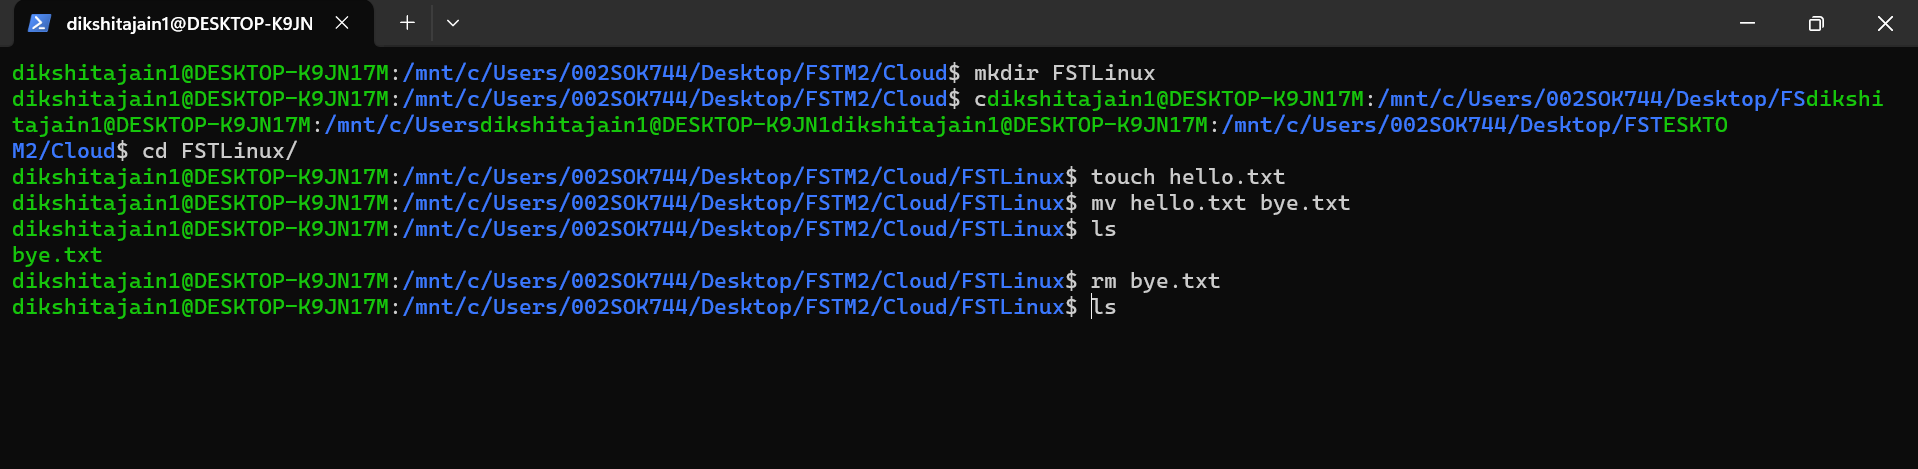 dikshitajain1@DESKTOP-K9JN
dikshitajain1@DESKTOP-K9JN17M:/mnt/c/Users/002SOK744/Desktop/FSTM2/Cloud$ mkdir FSTLinux
dikshitajain1@DESKTOP-K9JN17M:/mnt/c/Users/002SOK744/Desktop/FSTM2/Cloud$ cdikshitajain1@DESKTOP-K9JN17M:/mnt/c/Users/002SOK744/Desktop/FSdikshi
tajain1@DESKTOP-K9JN17M:/mnt/c/Usersdikshitajain1@DESKTOP-K9JN1dikshitajain1@DESKTOP-K9JN17M:/mnt/c/Users/002SOK744/Desktop/FSTESKTO
M2/Cloud$ cd FSTLinux/
dikshitajain1@DESKTOP-K9JN17M:/mnt/c/Users/002SOK744/Desktop/FSTM2/Cloud/FSTLinux$ touch hello.txt
dikshitajain1@DESKTOP-K9JN17M:/mnt/c/Users/002SOK744/Desktop/FSTM2/Cloud/FSTLinux$ mv hello.txt bye.txt
dikshitajain1@DESKTOP-K9JN17M:/mnt/c/Users/002SOK744/Desktop/FSTM2/Cloud/FSTLinux$ ls
bye.txt
dikshitajain1@DESKTOP-K9JN17M:/mnt/c/Users/002SOK744/Desktop/FSTM2/Cloud/FSTLinux$ rm bye.txt
dikshitajain1@DESKTOP-K9JN17M:/mnt/c/Users/002SOK744/Desktop/FSTM2/Cloud/FSTLinux$ ls